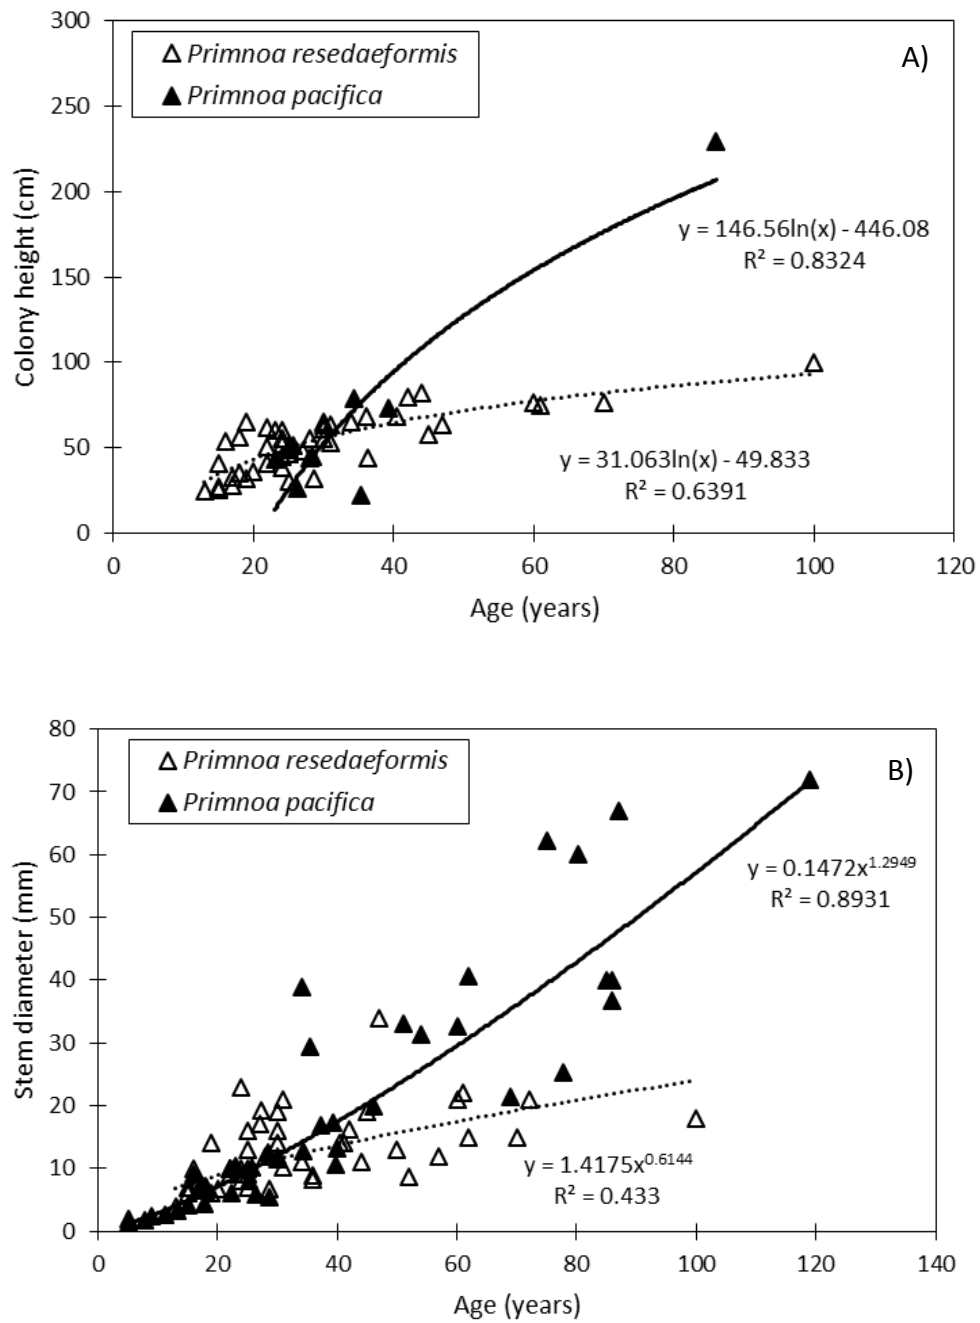 A)
Primnoa resedaeformis
Primnoa pacifica
300
250
200
150
100
50
0
Colony height (cm)
y = 146.56ln(x) - 446.08
R² = 0.8324
y = 31.063ln(x) - 49.833
R² = 0.6391
0 20 40 60 80 100 120
Age (years)
B)
Primnoa resedaeformis
Primnoa pacifica
80
70
60
50
40
30
20
10
0
Stem diameter (mm)
y = 0.1472x^1.2949
R² = 0.8931
y = 1.4175x^0.6144
R² = 0.433
0 20 40 60 80 100 120 140
Age (years)